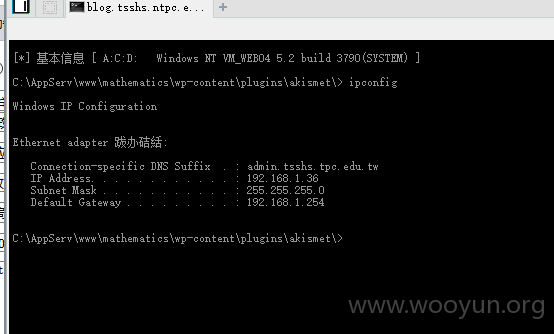 blog.tsshs.ntpc.e...
[*] 基本信息 [ A:C:D:   Windows NT VM_WEB04 5.2 build 3790(SYSTEM) ]
C:\AppServ\www\mathematics\wp-content\plugins\akismet\> ipconfig
Windows IP Configuration
Ethernet adapter 跋办硈絬:
Connection-specific DNS Suffix  . : admin.tsshs.tpc.edu.tw
IP Address. . . . . . . . . . . . : 192.168.1.36
Subnet Mask . . . . . . . . . . . : 255.255.255.0
Default Gateway . . . . . . . . . : 192.168.1.254
C:\AppServ\www\mathematics\wp-content\plugins\akismet\>
www.wooyun.org